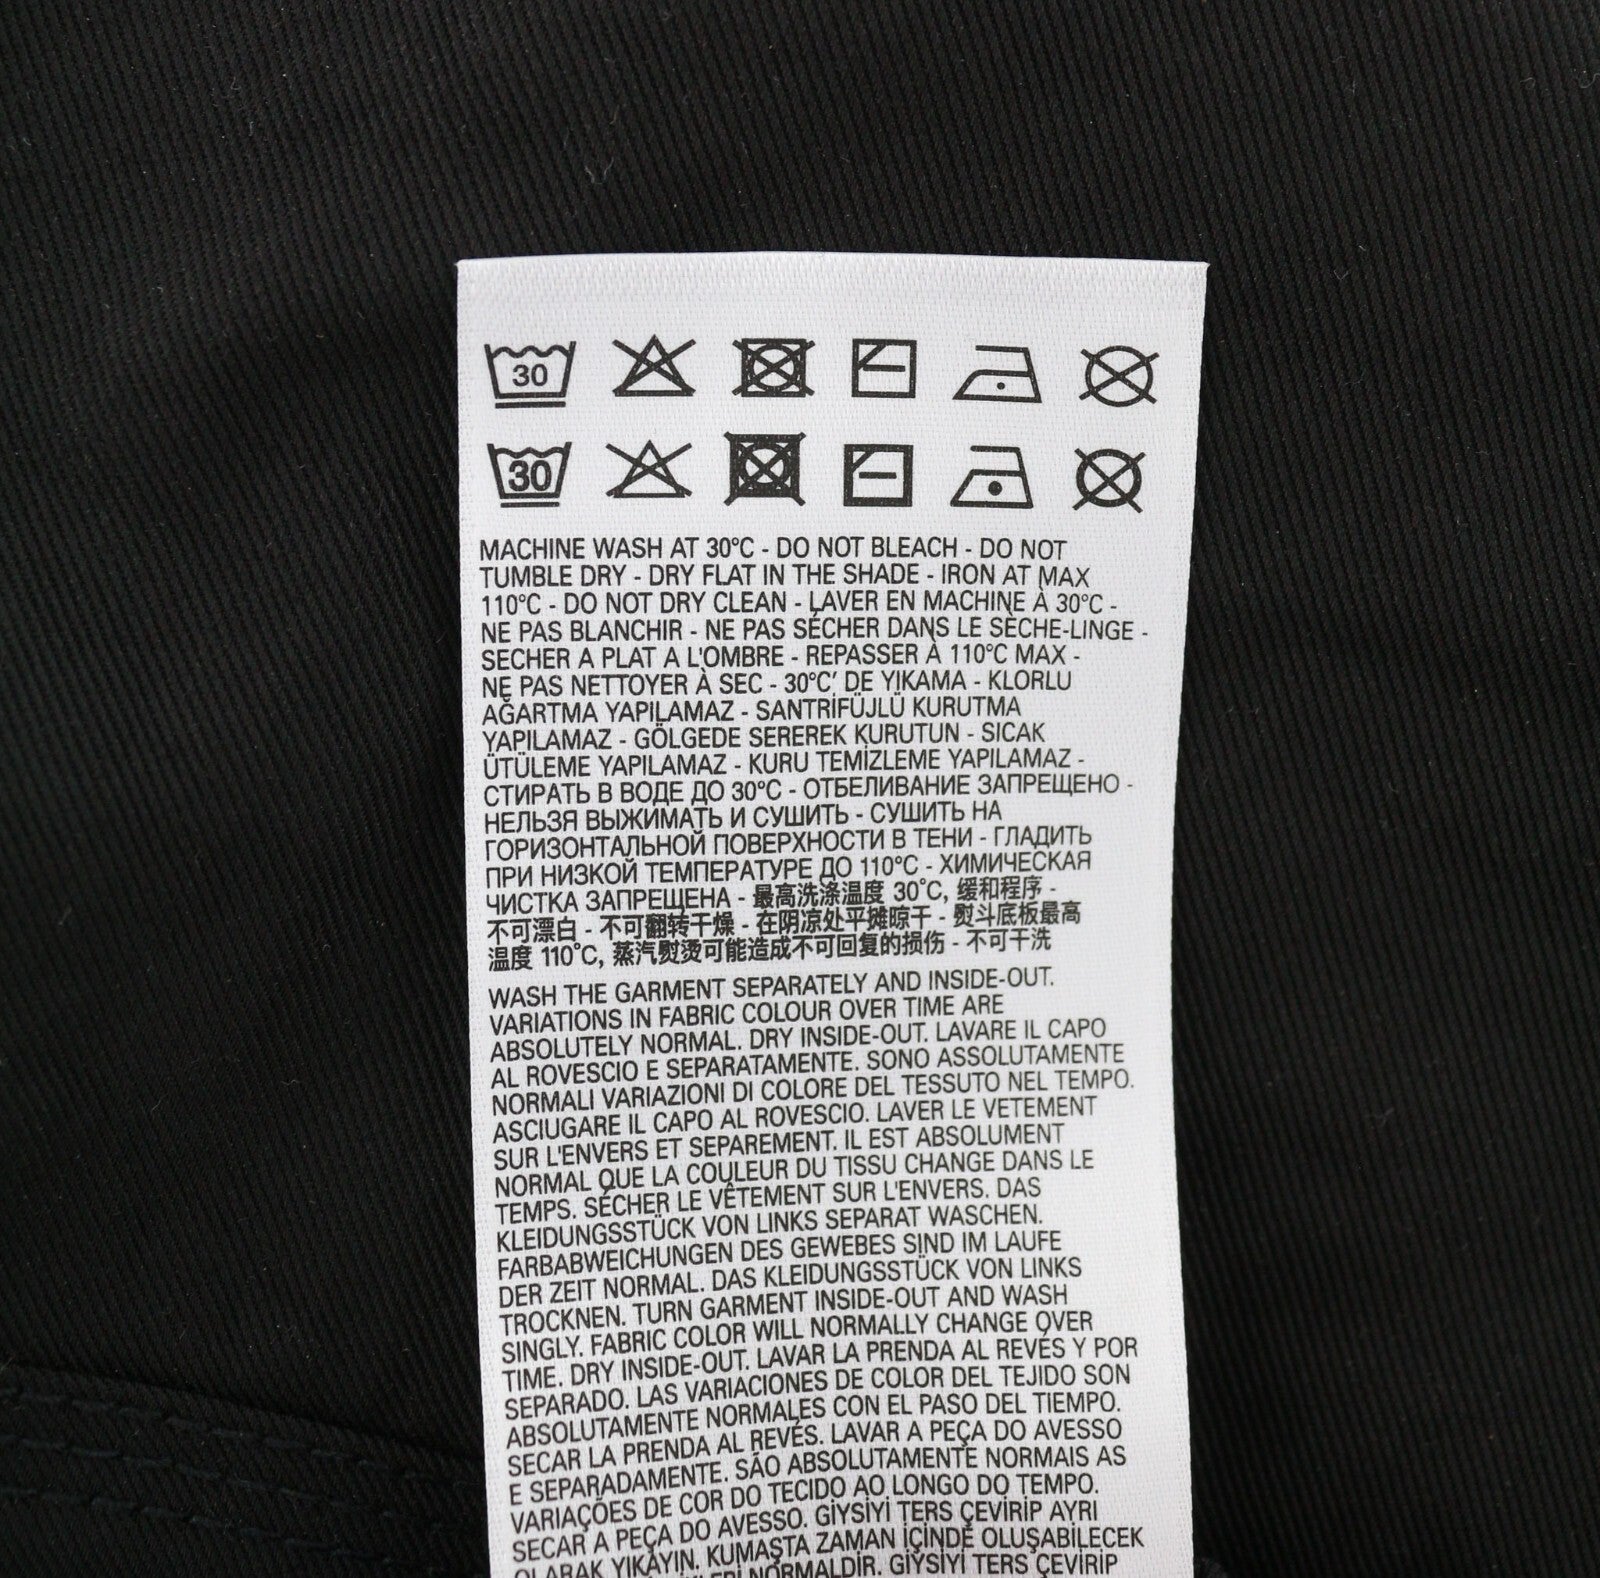 30
30
MACHINE WASH AT 30°C - DO NOT BLEACH - DO NOT
TUMBLE DRY - DRY FLAT IN THE SHADE - IRON AT MAX
110°C - DO NOT DRY CLEAN - LAVER EN MACHINE À 30°C -
NE PAS BLANCHIR - NE PAS SÉCHER DANS LE SÈCHE-LINGE -
SECHER A PLAT A L'OMBRE - REPASSER À 110°C MAX -
NE PAS NETTOYER À SEC - 30°C' DE YIKAMA - KLORLU
AĞARTMA YAPILAMAZ - SANTRİFÜJLÜ KURUTMA
YAPILAMAZ - GÖLGEDE SEREREK KURUTUN - SICAK
ÜTÜLEME YAPILAMAZ - KURU TEMİZLEME YAPILAMAZ -
СТИРАТЬ В ВОДЕ ДО 30°C - ОТБЕЛИВАНИЕ ЗАПРЕЩЕНО -
НЕЛЬЗЯ ВЫЖИМАТЬ И СУШИТЬ - СУШИТЬ НА
ГОРИЗОНТАЛЬНОЙ ПОВЕРХНОСТИ В ТЕНИ - ГЛАДИТЬ
ПРИ НИЗКОЙ ТЕМПЕРАТУРЕ ДО 110°C - ХИМИЧЕСКАЯ
ЧИСТКА ЗАПРЕЩЕНА - 最高洗涤温度 30°C, 缓和程序 -
不可漂白 - 不可翻转干燥 - 在阴凉处平摊晾干 - 熨斗底板最高
温度 110°C, 蒸汽熨烫可能造成不可回复的损伤 - 不可干洗
WASH THE GARMENT SEPARATELY AND INSIDE-OUT.
VARIATIONS IN FABRIC COLOUR OVER TIME ARE
ABSOLUTELY NORMAL. DRY INSIDE-OUT. LAVARE IL CAPO
AL ROVESCIO E SEPARATAMENTE. SONO ASSOLUTAMENTE
NORMALI VARIAZIONI DI COLORE DEL TESSUTO NEL TEMPO.
ASCIUGARE IL CAPO AL ROVESCIO. LAVER LE VETEMENT
SUR L'ENVERS ET SEPAREMENT. IL EST ABSOLUMENT
NORMAL QUE LA COULEUR DU TISSU CHANGE DANS LE
TEMPS. SÉCHER LE VÊTEMENT SUR L'ENVERS. DAS
KLEIDUNGSSTÜCK VON LINKS SEPARAT WASCHEN.
FARBABWEICHUNGEN DES GEWEBES SIND IM LAUFE
DER ZEIT NORMAL. DAS KLEIDUNGSSTÜCK VON LINKS
TROCKNEN. TURN GARMENT INSIDE-OUT AND WASH
SINGLY. FABRIC COLOR WILL NORMALLY CHANGE OVER
TIME. DRY INSIDE-OUT. LAVAR LA PRENDA AL REVÉS Y POR
SEPARADO. LAS VARIACIONES DE COLOR DEL TEJIDO SON
ABSOLUTAMENTE NORMALES CON EL PASO DEL TIEMPO.
SECAR LA PRENDA AL REVÉS. LAVAR A PEÇA DO AVESSO
E SEPARADAMENTE. SÃO ABSOLUTAMENTE NORMAIS AS
VARIAÇÕES DE COR DO TECIDO AO LONGO DO TEMPO.
SECAR A PEÇA DO AVESSO. GİYSİYİ TERS ÇEVİRİP AYRI
OLARAK YIKAYIN. KUMAŞTA ZAMAN İÇİNDE OLUŞABİLECEK
NORMALDİR. GİYSİYİ TERS ÇEVİRİP